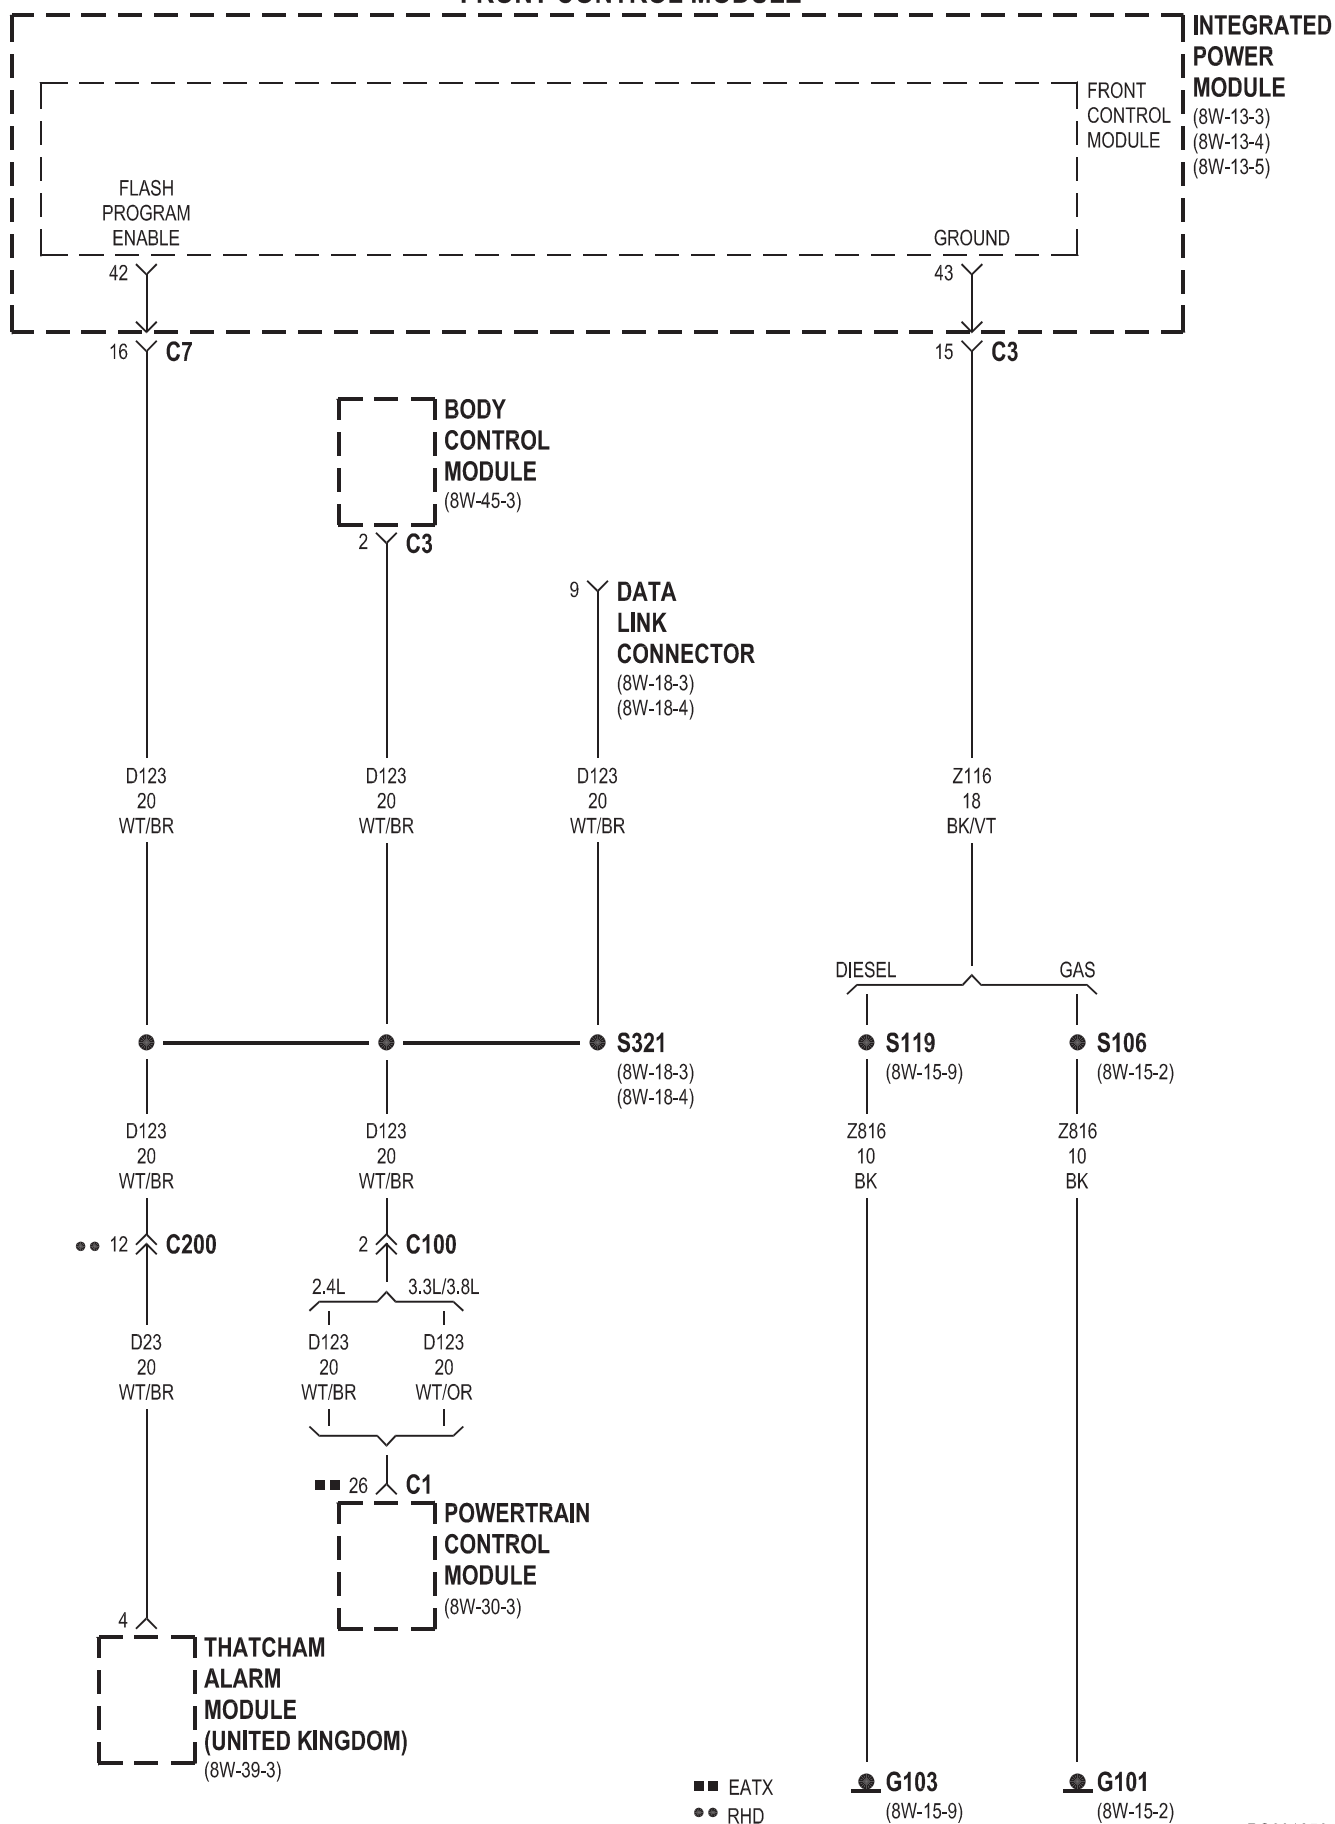 FRONT CONTROL MODULE
INTEGRATED
POWER
MODULE
(8W-13-3)
(8W-13-4)
(8W-13-5)
FRONT
CONTROL
MODULE
FLASH
PROGRAM
ENABLE
GROUND
42
43
16 C7
15 C3
BODY
CONTROL
MODULE
(8W-45-3)
2 C3
9 DATA
LINK
CONNECTOR
(8W-18-3)
(8W-18-4)
D123
20
WT/BR
D123
20
WT/BR
D123
20
WT/BR
Z116
18
BK/VT
DIESEL
GAS
S321
(8W-18-3)
(8W-18-4)
S119
(8W-15-9)
S106
(8W-15-2)
D123
20
WT/BR
D123
20
WT/BR
Z816
10
BK
Z816
10
BK
12 C200
2 C100
2.4L
3.3L/3.8L
D23
20
WT/BR
D123
20
WT/BR
D123
20
WT/OR
26 C1
POWERTRAIN
CONTROL
MODULE
(8W-30-3)
4
THATCHAM
ALARM
MODULE
(UNITED KINGDOM)
(8W-39-3)
EATX
RHD
G103
(8W-15-9)
G101
(8W-15-2)